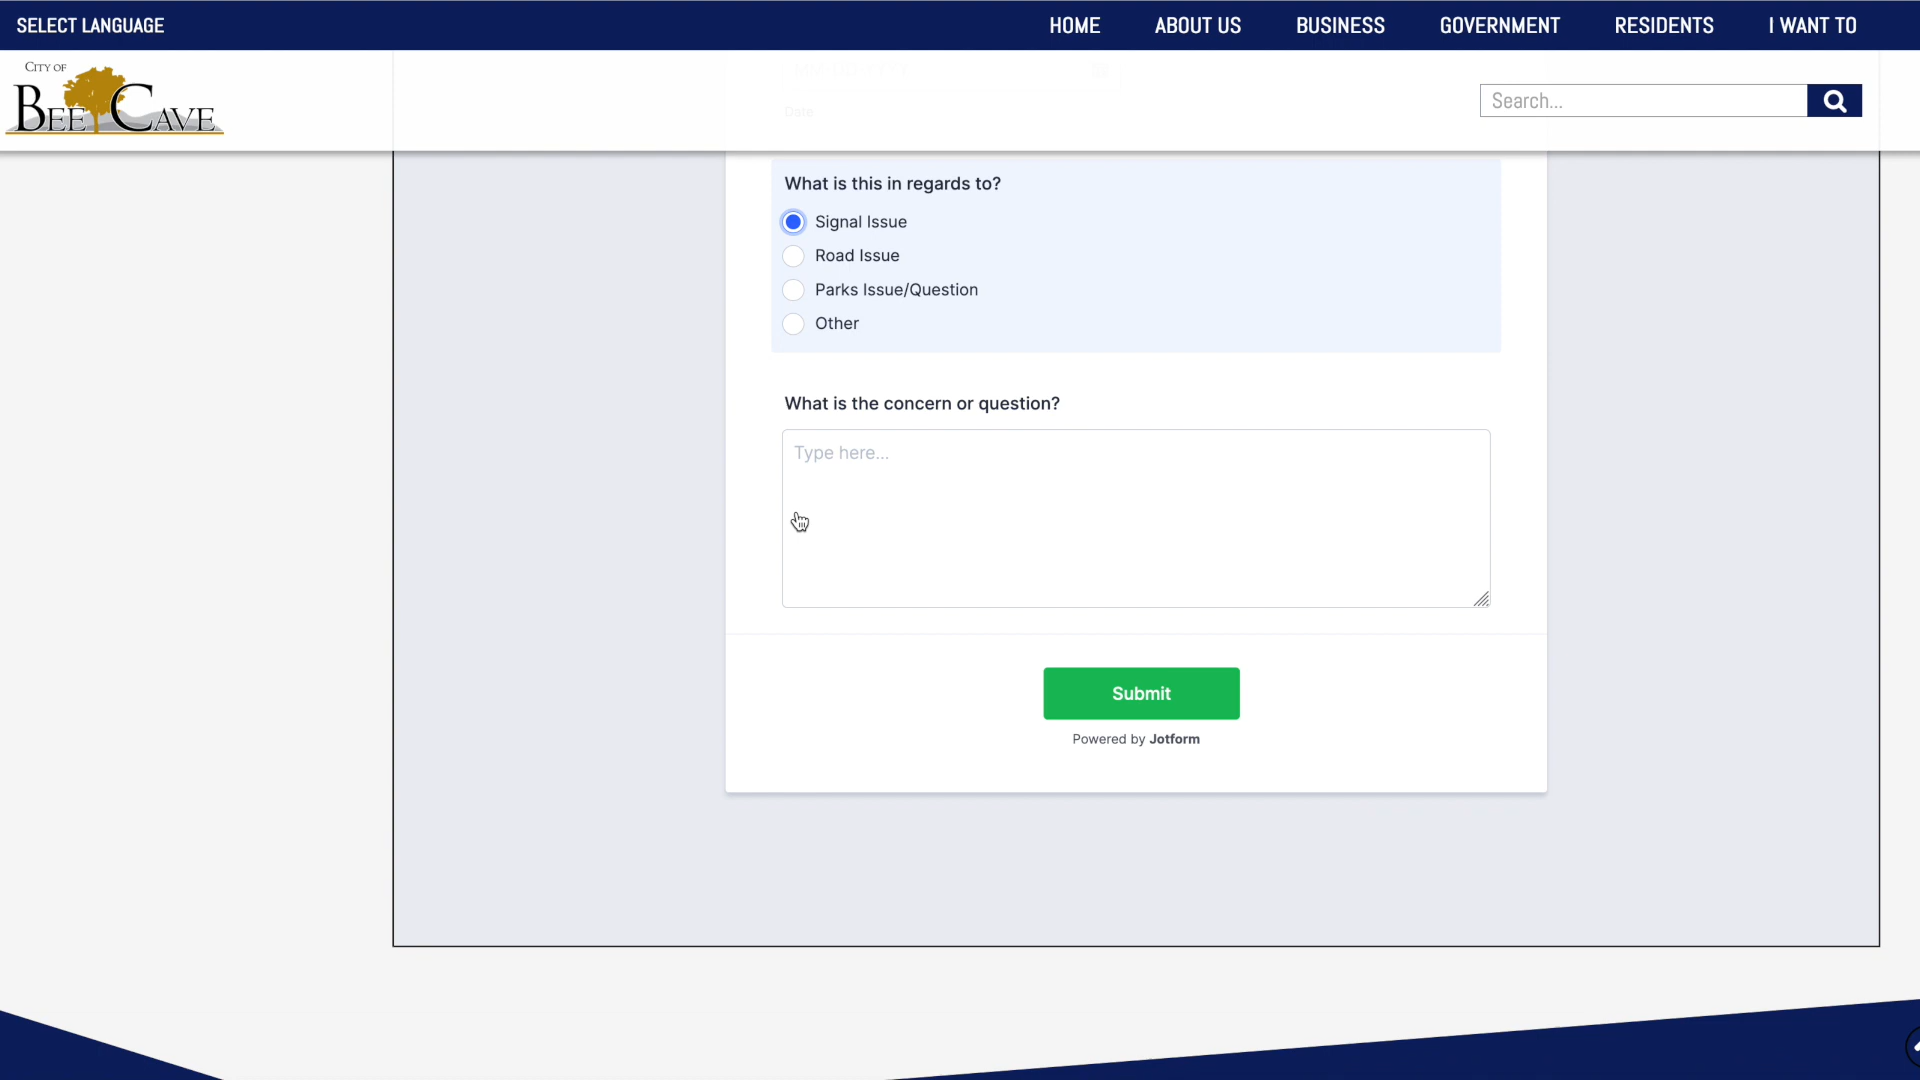 SELECT LANGUAGE
HOME
ABOUT US
BUSINESS
GOVERNMENT
RESIDENTS
I WANT TO
CITY OF
BEE CAVE
Search...
Date
What is this in regards to?
Signal Issue
Road Issue
Parks Issue/Question
Other
What is the concern or question?
Type here...
Submit
Powered by Jotform